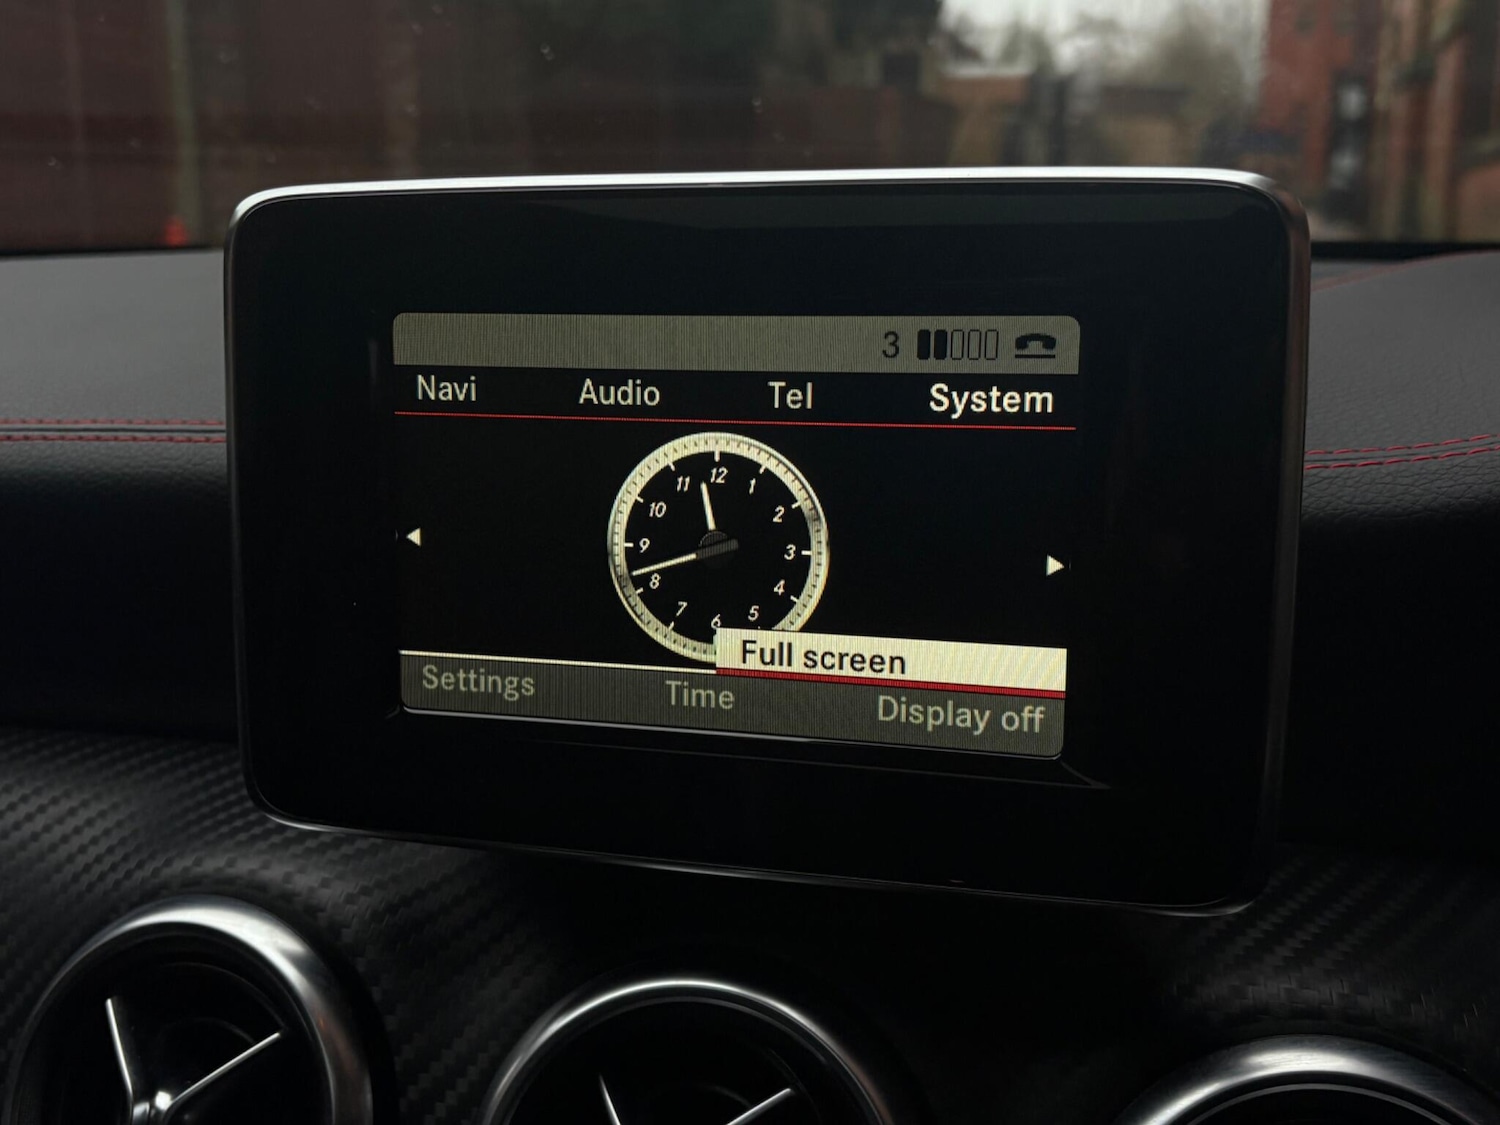 3
Navi Audio Tel System
12
11 1
10 2
9 3
8 4
7 5
6
Full screen
Settings Time Display off